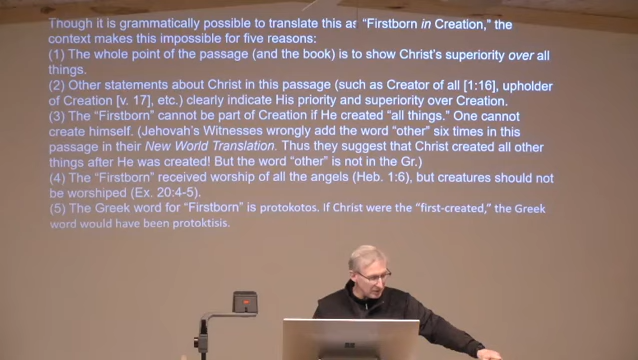 Though it is grammatically possible to translate this as “Firstborn in Creation,” the
context makes this impossible for five reasons:
(1) The whole point of the passage (and the book) is to show Christ’s superiority over all
things.
(2) Other statements about Christ in this passage (such as Creator of all [1:16], upholder
of Creation [v. 17], etc.) clearly indicate His priority and superiority over Creation.
(3) The “Firstborn” cannot be part of Creation if He created “all things.” One cannot
create himself. (Jehovah’s Witnesses wrongly add the word “other” six times in this
passage in their New World Translation. Thus they suggest that Christ created all other
things after He was created! But the word “other” is not in the Gr.)
(4) The “Firstborn” received worship of all the angels (Heb. 1:6), but creatures should not
be worshiped (Ex. 20:4-5).
(5) The Greek word for “Firstborn” is protokotos. If Christ were the “first-created,” the Greek
word would have been protoktisis.